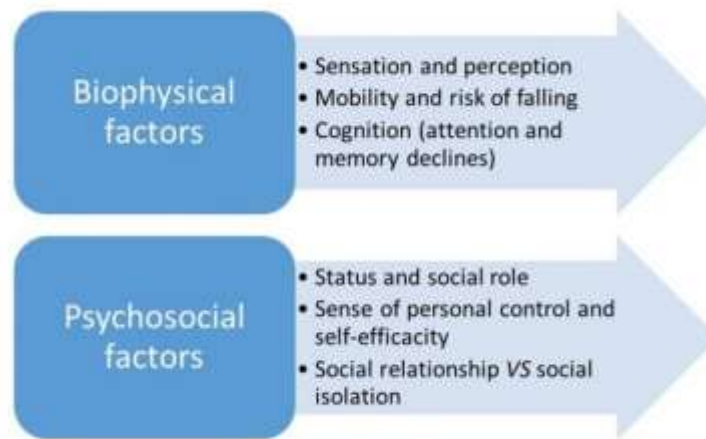 Biophysical
factors
• Sensation and perception
• Mobility and risk of falling
• Cognition (attention and
memory declines)
Psychosocial
factors
• Status and social role
• Sense of personal control and
self-efficacity
• Social relationship VS social
isolation